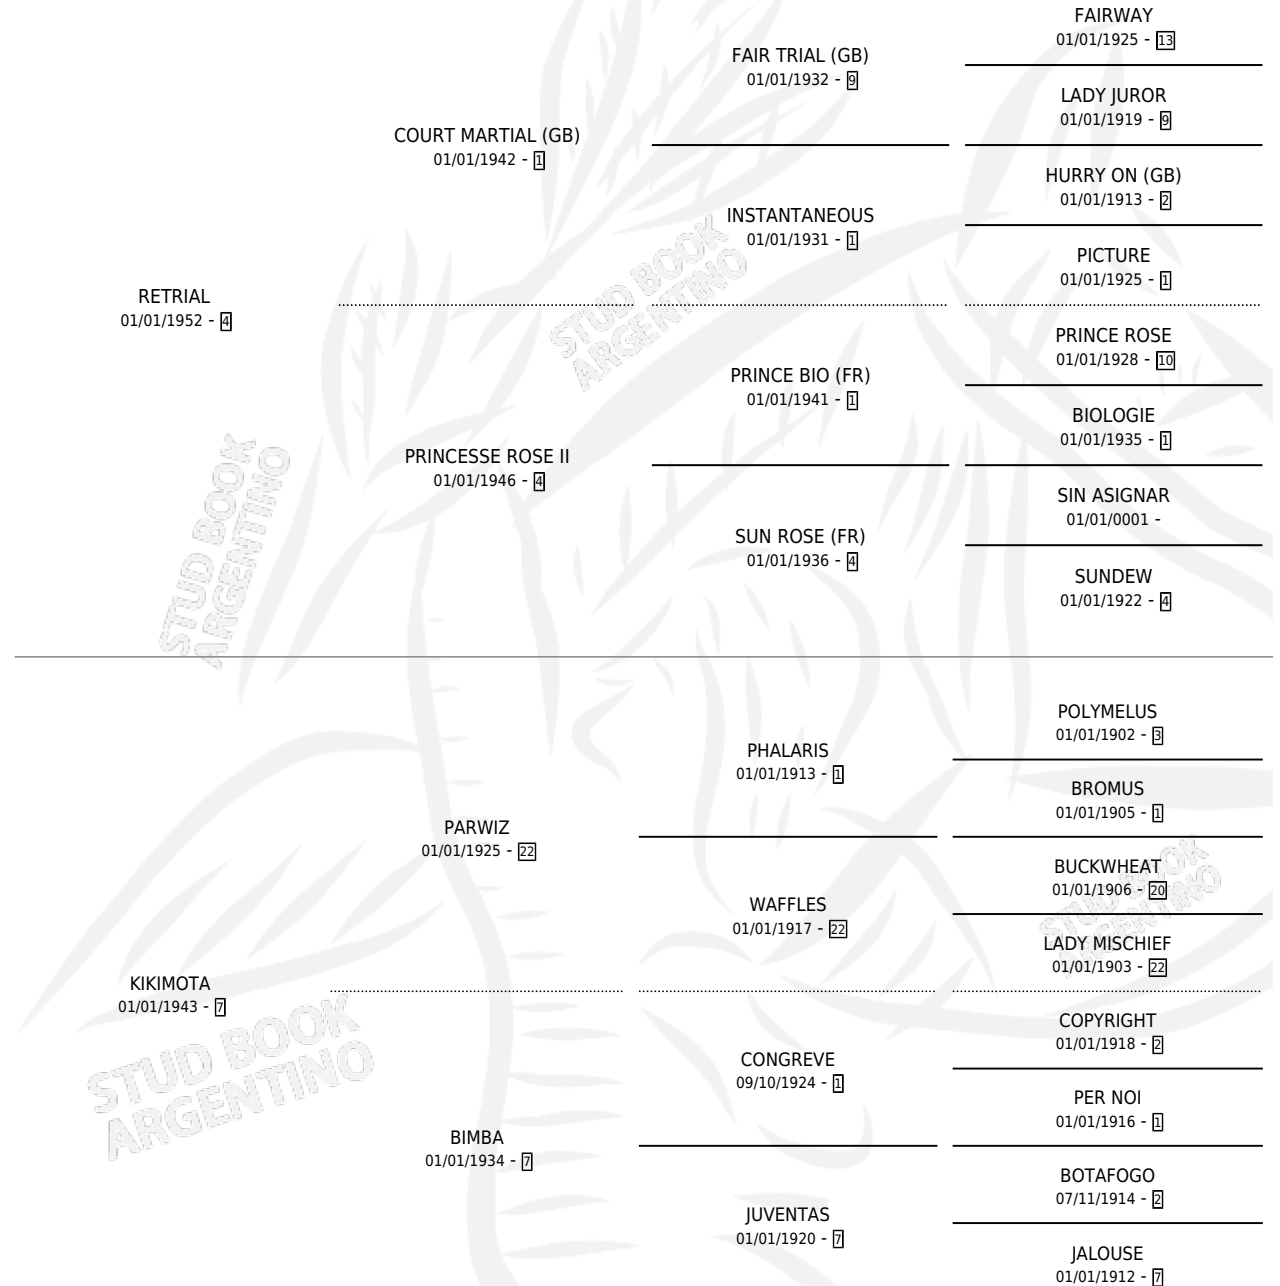 FAIRWAY
01/01/1925 - 13
FAIR TRIAL (GB)
01/01/1932 - 9
LADY JUROR
01/01/1919 - 9
COURT MARTIAL (GB)
01/01/1942 - 1
HURRY ON (GB)
01/01/1913 - 2
INSTANTANEOUS
01/01/1931 - 1
PICTURE
01/01/1925 - 1
RETRIAL
01/01/1952 - 4
PRINCE ROSE
01/01/1928 - 10
PRINCE BIO (FR)
01/01/1941 - 1
BIOLOGIE
01/01/1935 - 1
PRINCESSE ROSE II
01/01/1946 - 4
SIN ASIGNAR
01/01/0001 -
SUN ROSE (FR)
01/01/1936 - 4
SUNDEW
01/01/1922 - 4
POLYMELUS
01/01/1902 - 3
PHALARIS
01/01/1913 - 1
BROMUS
01/01/1905 - 1
PARWIZ
01/01/1925 - 22
BUCKWHEAT
01/01/1906 - 20
WAFFLES
01/01/1917 - 22
LADY MISCHIEF
01/01/1903 - 22
KIKIMOTA
01/01/1943 - 7
COPYRIGHT
01/01/1918 - 2
CONGREVE
09/10/1924 - 1
PER NOI
01/01/1916 - 1
BIMBA
01/01/1934 - 7
BOTAFOGO
07/11/1914 - 2
JUVENTAS
01/01/1920 - 7
JALOUSE
01/01/1912 - 7
STUD BOOK
ARGENTINO
STUD BOOK
ARGENTINO
STUD BOOK
ARGENTINO
STUD BOOK
ARGENTINO